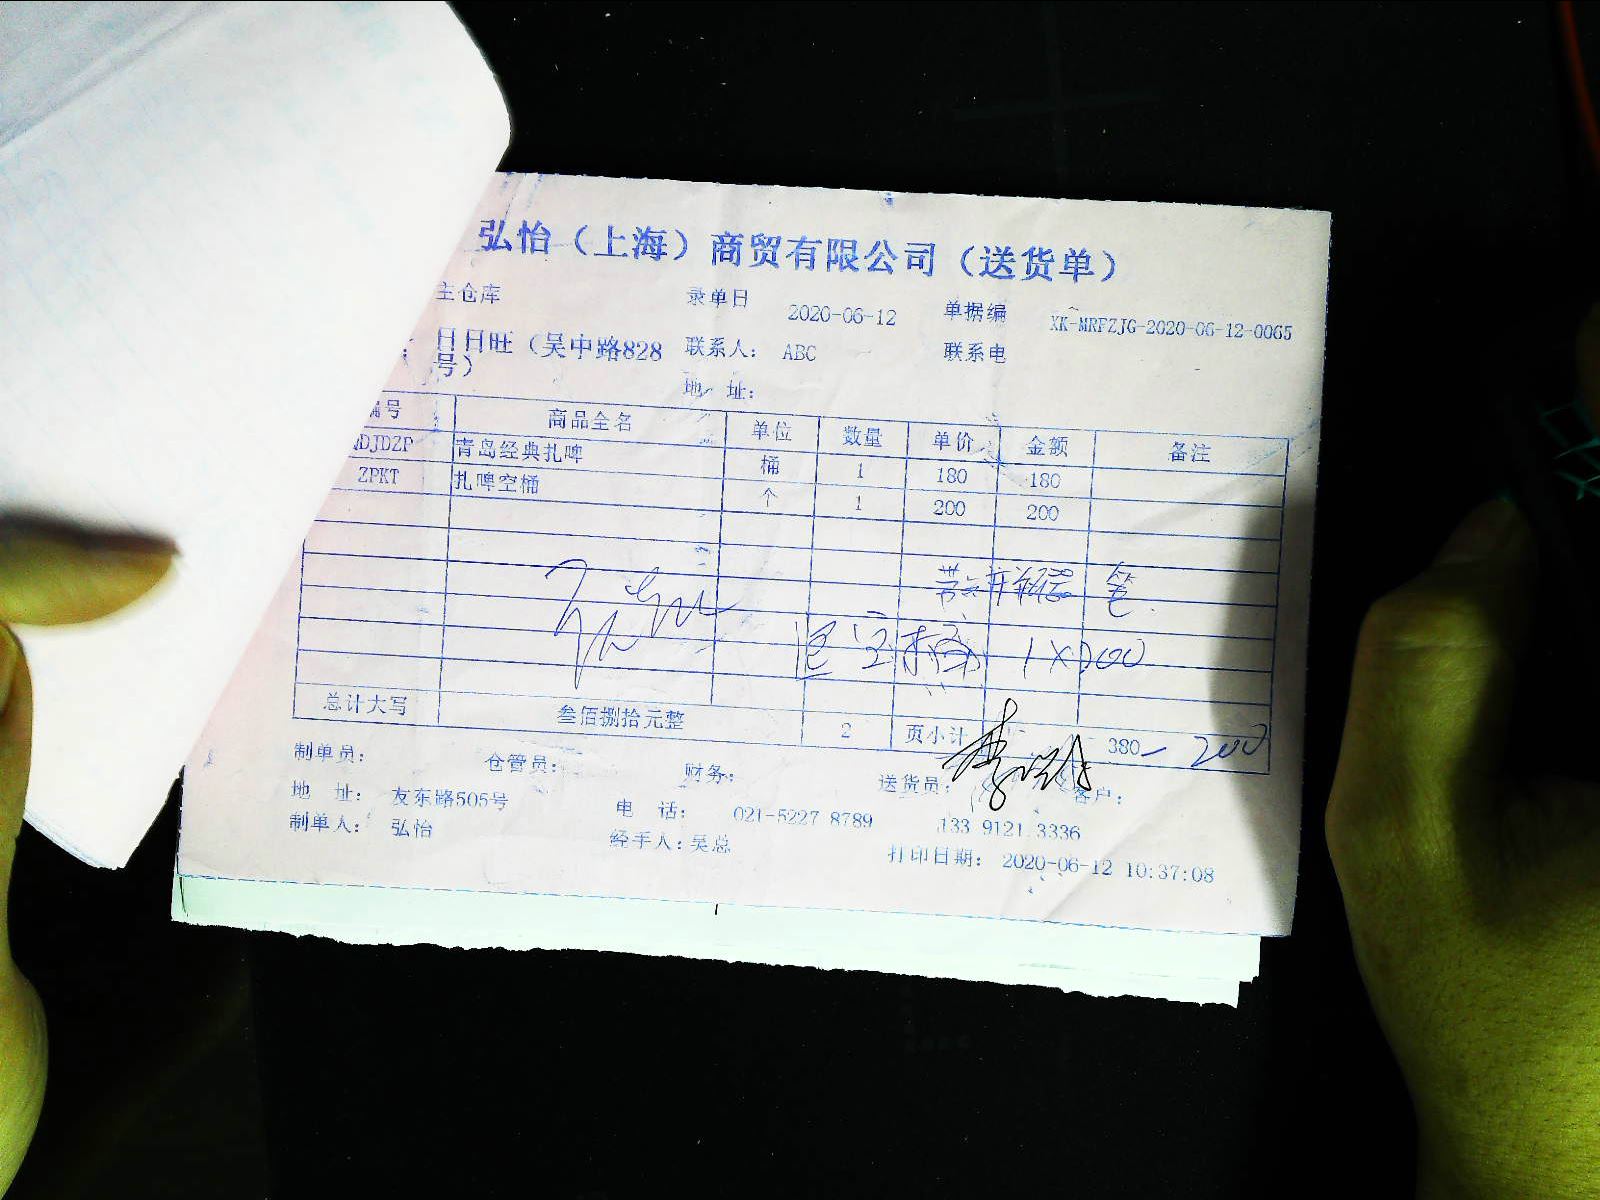 弘怡（上海）商贸有限公司（送货单）
主仓库 录单日 2020-06-12 单据编 XK-MRFZJG-2020-06-12-0065
日日旺（吴中路828号） 联系人: ABC 联系电
地 址:
编号 商品全名 单位 数量 单价 金额 备注
DJDZP 青岛经典扎啤 桶 1 180 180
ZPKT 扎啤空桶 个 1 200 200
退空桶 1×200
总计大写 叁佰捌拾元整 2 页小计 380 - 200
制单员: 仓管员: 财务: 送货员: 客户:
地 址: 友东路505号 电 话: 021-5227 8789 133 9121 3336
制单人: 弘怡 经手人: 吴总 打印日期: 2020-06-12 10:37:08